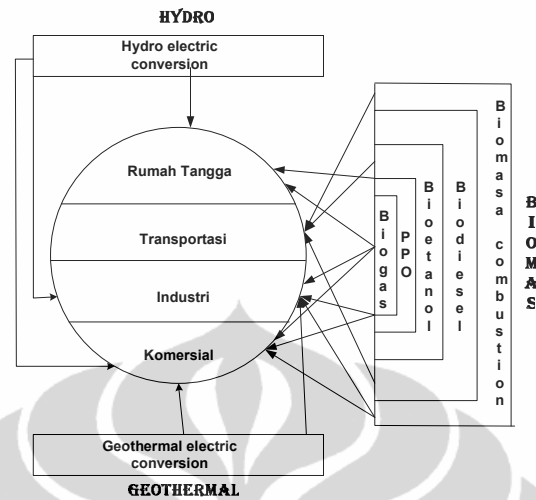 HYDRO
Hydro electric
conversion
Rumah Tangga
Transportasi
Industri
Komersial
Geothermal electric
conversion
GEOTHERMAL
Biogas
PPO
Bioetanol
Biodiesel
Biomasa combustion
BIOMAS